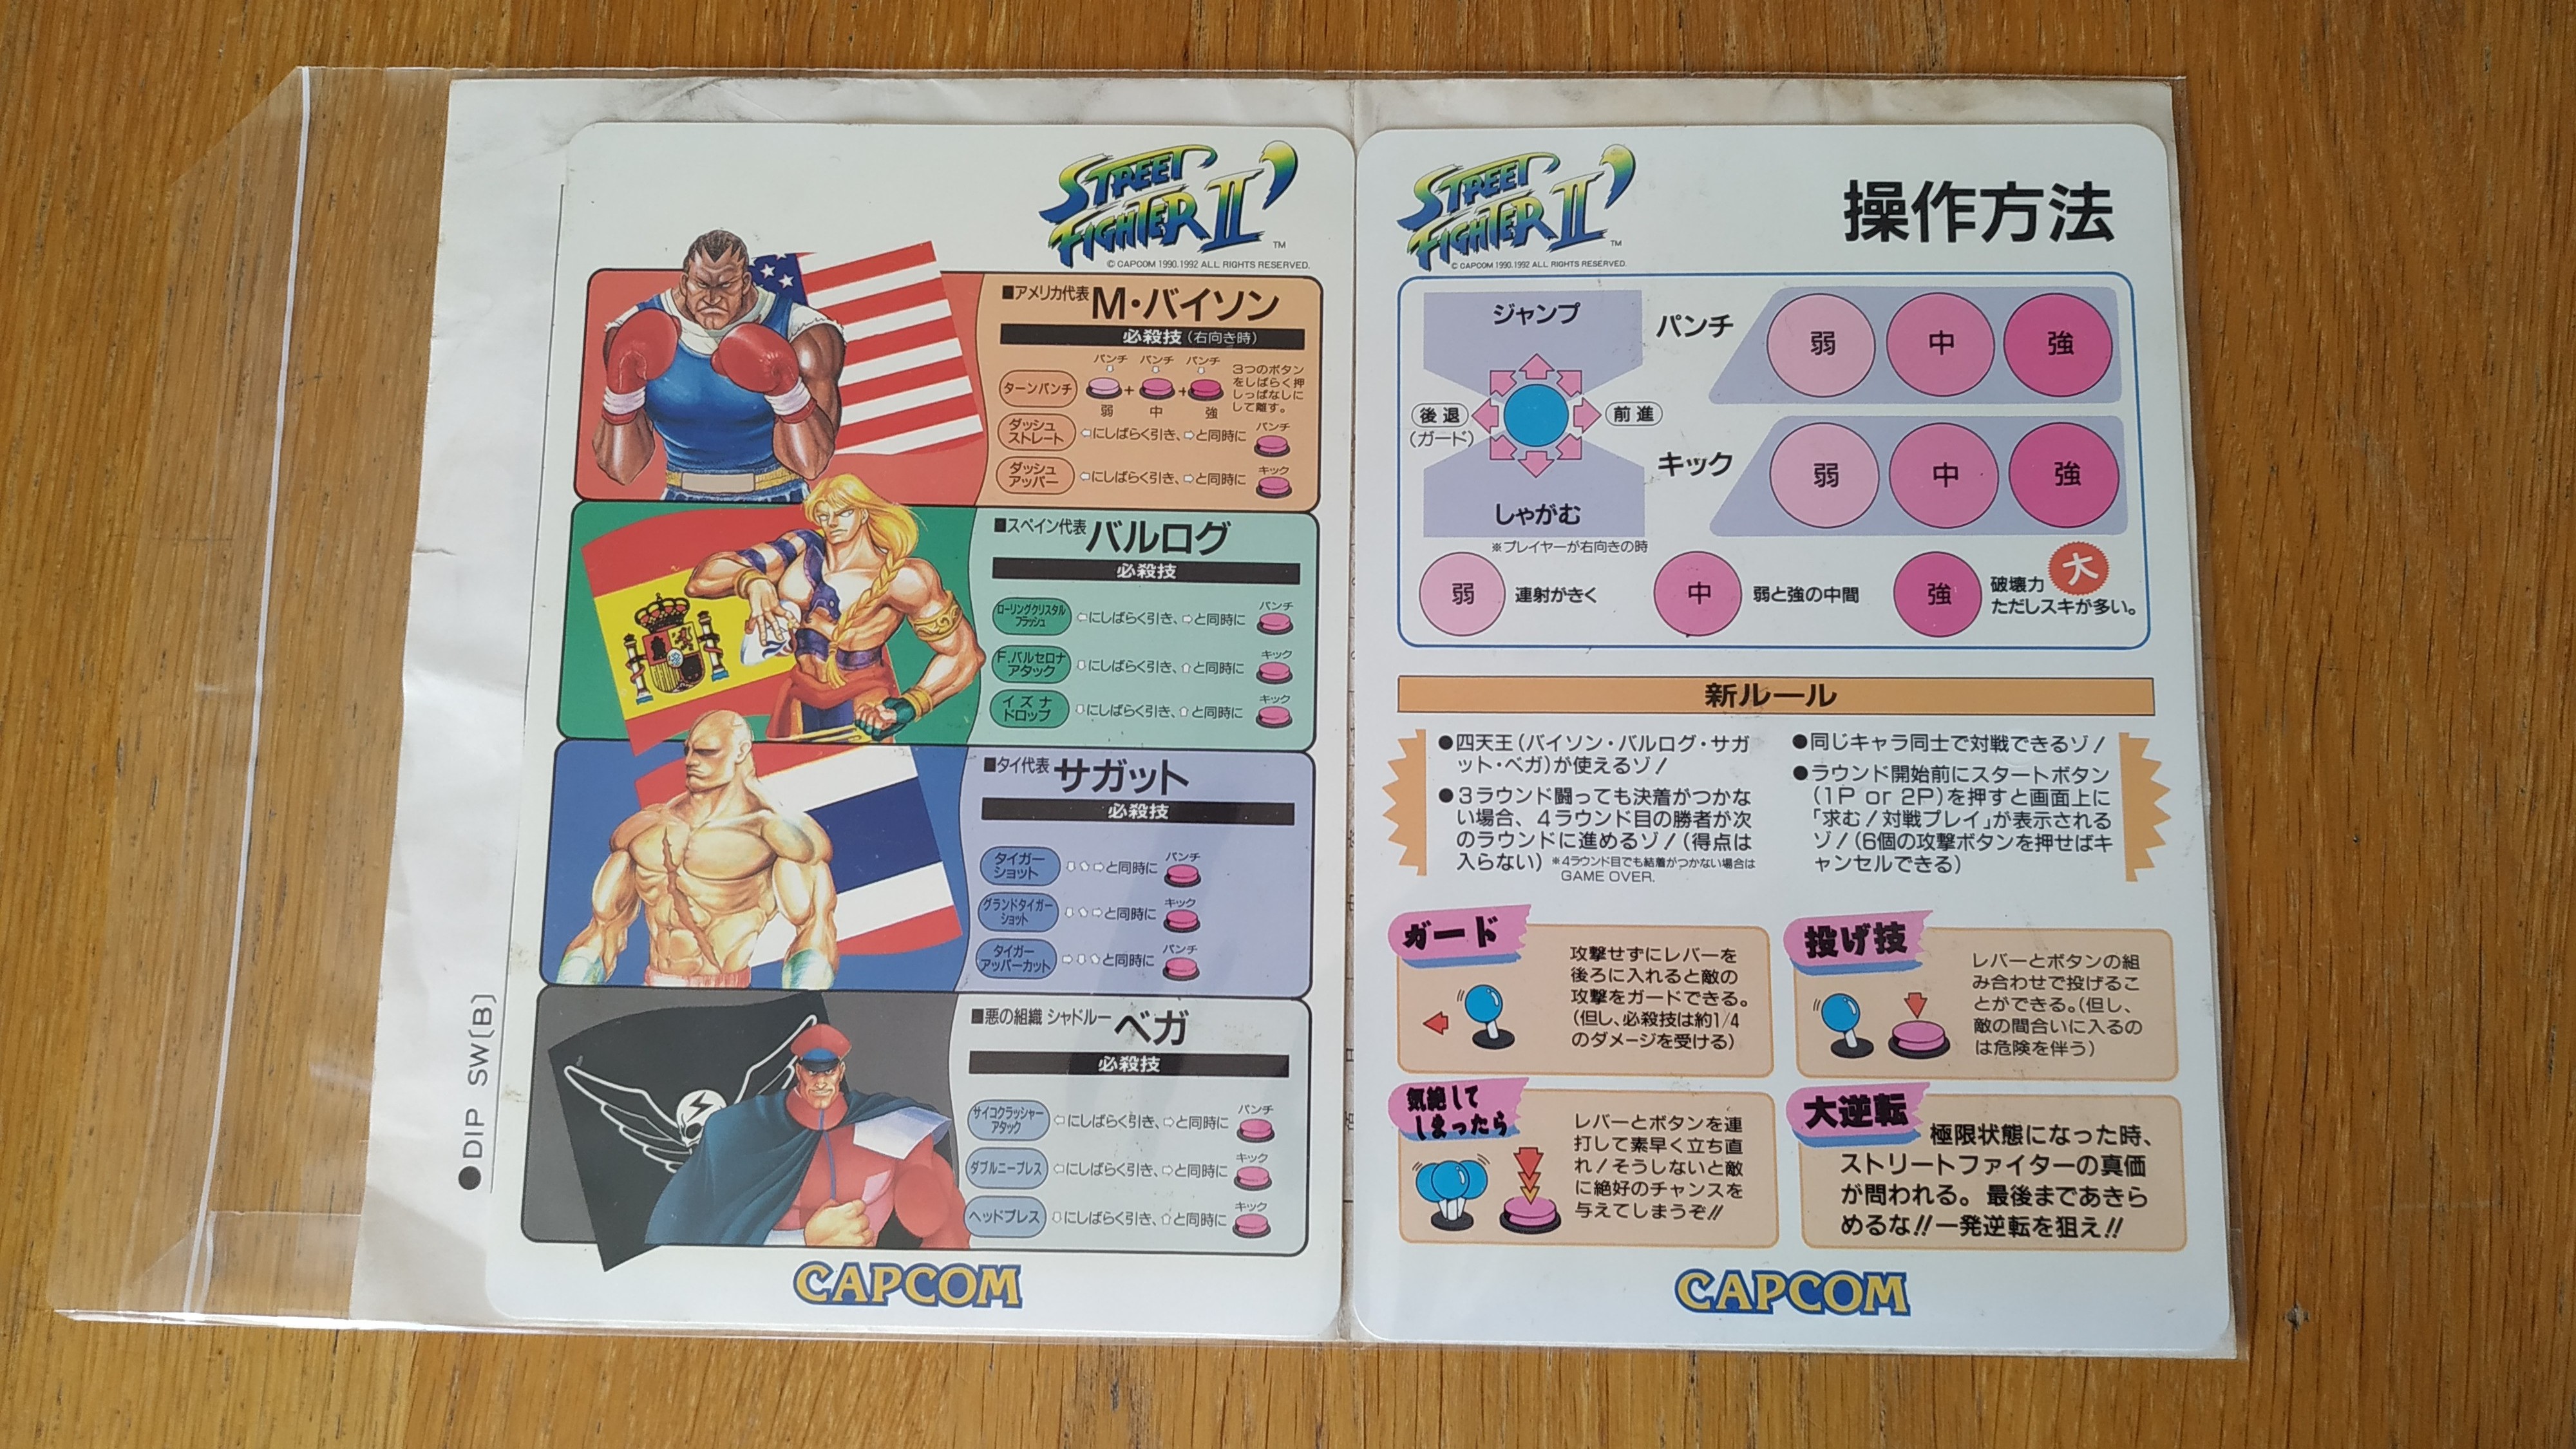 ●DIP SW(B)
STREET FIGHTER II' TM
© CAPCOM 1990.1992 ALL RIGHTS RESERVED.
■アメリカ代表 M・バイソン
必殺技(右向き時)
パンチ パンチ パンチ
ターンパンチ + +
弱 中 強
3つのボタン
をしばらく押
しっぱなしに
して離す。
ダッシュ
ストレート
⇦にしばらく引き、⇨と同時に パンチ
ダッシュ
アッパー
⇦にしばらく引き、⇨と同時に キック
■スペイン代表 バルログ
必殺技
ローリングクリスタル
フラッシュ
⇦にしばらく引き、⇨と同時に パンチ
F.バルセロナ
アタック
⇩にしばらく引き、⇧と同時に キック
イズナ
ドロップ
⇩にしばらく引き、⇧と同時に キック
■タイ代表 サガット
必殺技
タイガー
ショット
⇩⬂⇨と同時に パンチ
グランドタイガー
ショット
⇩⬂⇨と同時に キック
タイガー
アッパーカット
⇨⇩⬂と同時に パンチ
■悪の組織 シャドルー ベガ
必殺技
サイコクラッシャー
アタック
⇦にしばらく引き、⇨と同時に パンチ
ダブルニープレス
⇦にしばらく引き、⇨と同時に キック
ヘッドプレス
⇩にしばらく引き、⇧と同時に キック
CAPCOM
STREET FIGHTER II' TM
© CAPCOM 1990.1992 ALL RIGHTS RESERVED.
操作方法
ジャンプ
後退
(ガード)
前進
しゃがむ
※プレイヤーが右向きの時
パンチ 弱 中 強
キック 弱 中 強
弱 連射がきく
中 弱と強の中間
強 破壊力 大
ただしスキが多い。
新ルール
●四天王(バイソン・バルログ・サガ
ット・ベガ)が使えるゾ!
●3ラウンド闘っても決着がつかな
い場合、4ラウンド目の勝者が次
のラウンドに進めるゾ!(得点は
入らない) ※4ラウンド目でも結着がつかない場合は
GAME OVER.
●同じキャラ同士で対戦できるゾ!
●ラウンド開始前にスタートボタン
(1P or 2P)を押すと画面上に
「求む!対戦プレイ」が表示される
ゾ!(6個の攻撃ボタンを押せばキ
ャンセルできる)
ガード
攻撃せずにレバーを
後ろに入れると敵の
攻撃をガードできる。
(但し、必殺技は約1/4
のダメージを受ける)
投げ技
レバーとボタンの組
み合わせで投げるこ
とができる。(但し、
敵の間合いに入るの
は危険を伴う)
気絶して
しまったら
レバーとボタンを連
打して素早く立ち直
れ!そうしないと敵
に絶好のチャンスを
与えてしまうぞ!!
大逆転
極限状態になった時、
ストリートファイターの真価
が問われる。最後まであきら
めるな!!一発逆転を狙え!!
CAPCOM